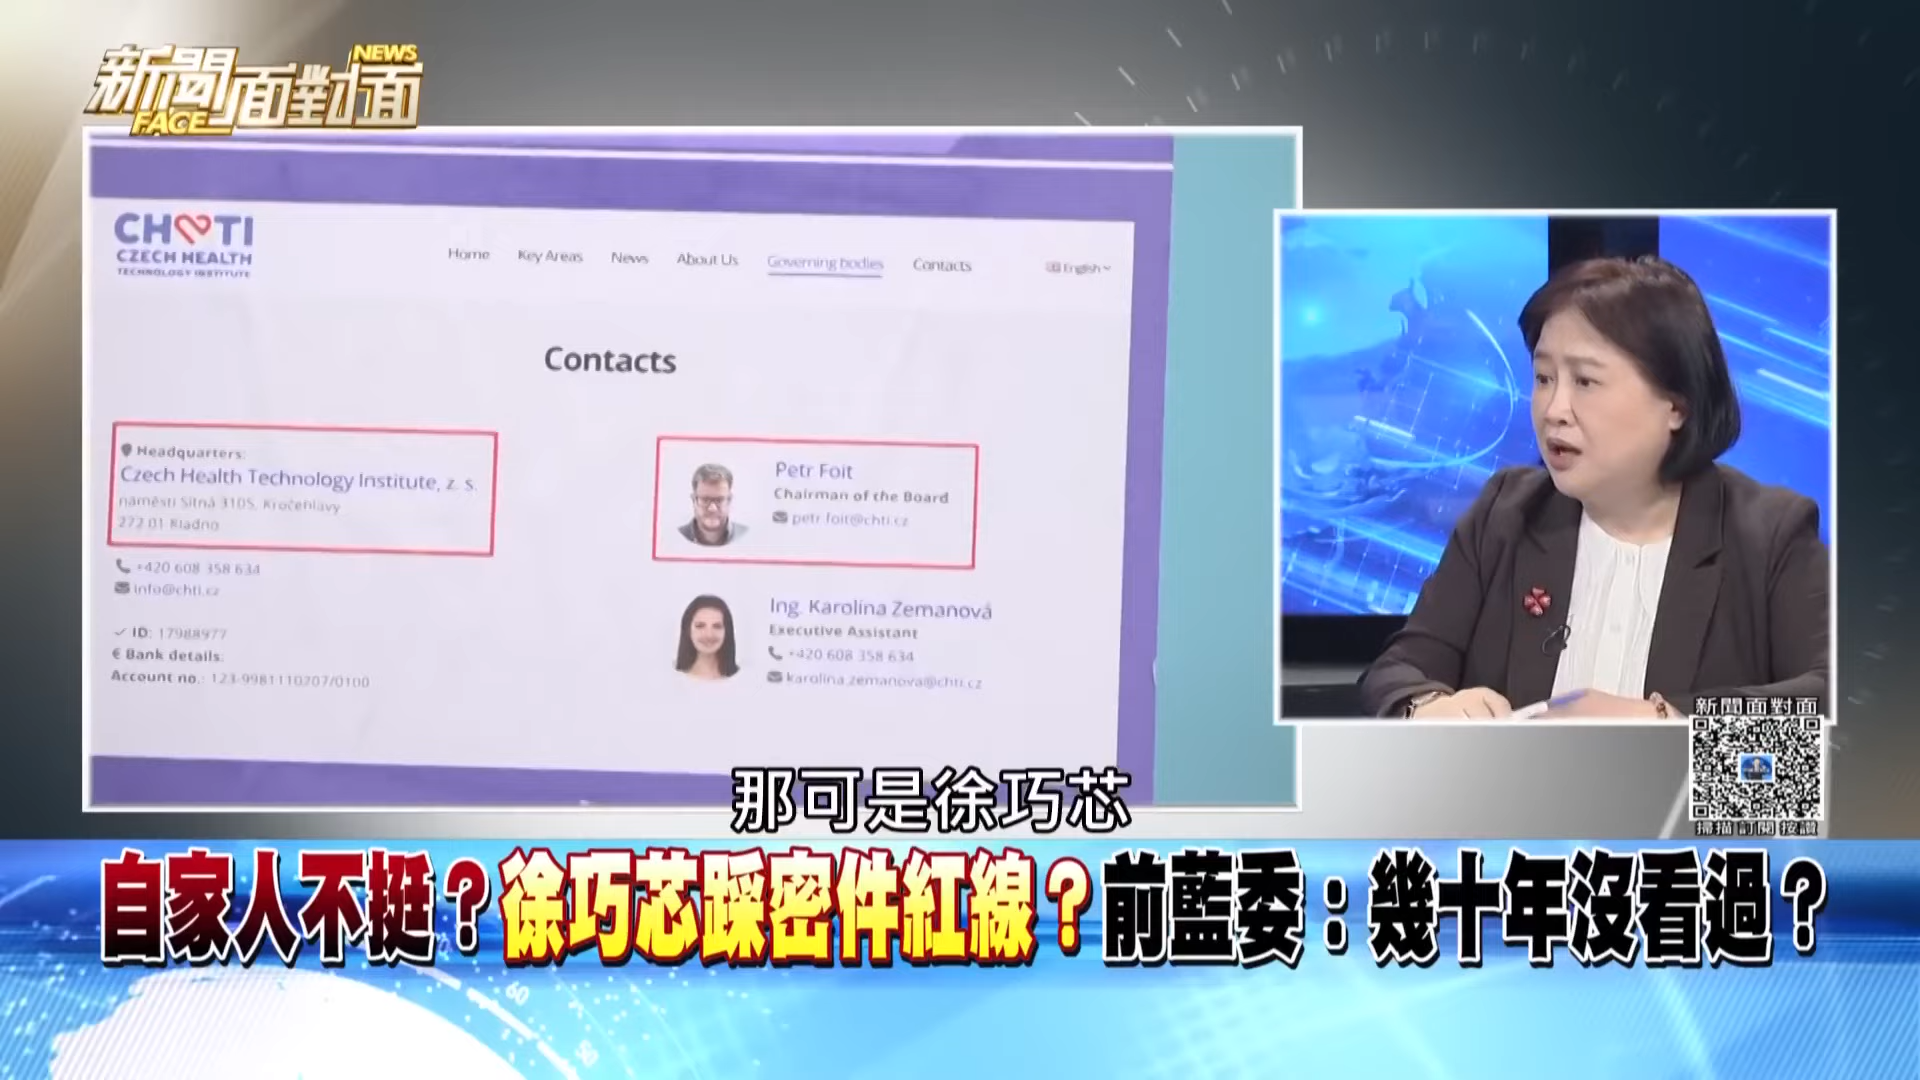 新聞面對面
NEWS
FACE
CHTI
CZECH HEALTH
TECHNOLOGY INSTITUTE
Home
Key Areas
News
About Us
Governing bodies
Contacts
English
Contacts
Headquarters:
Czech Health Technology Institute, z. s.
náměstí Sítná 3105, Kročehlavy
272 01 Kladno
+420 608 358 634
info@chti.cz
ID: 17988977
€ Bank details:
Account no.: 123-9981110207/0100
Petr Foit
Chairman of the Board
petr.foit@chti.cz
Ing. Karolína Zemanová
Executive Assistant
+420 608 358 634
karolina.zemanova@chti.cz
新聞面對面
掃描 訂閱 按讚
那可是徐巧芯
自家人不挺？徐巧芯踩密件紅線？前藍委：幾十年沒看過？
60
50